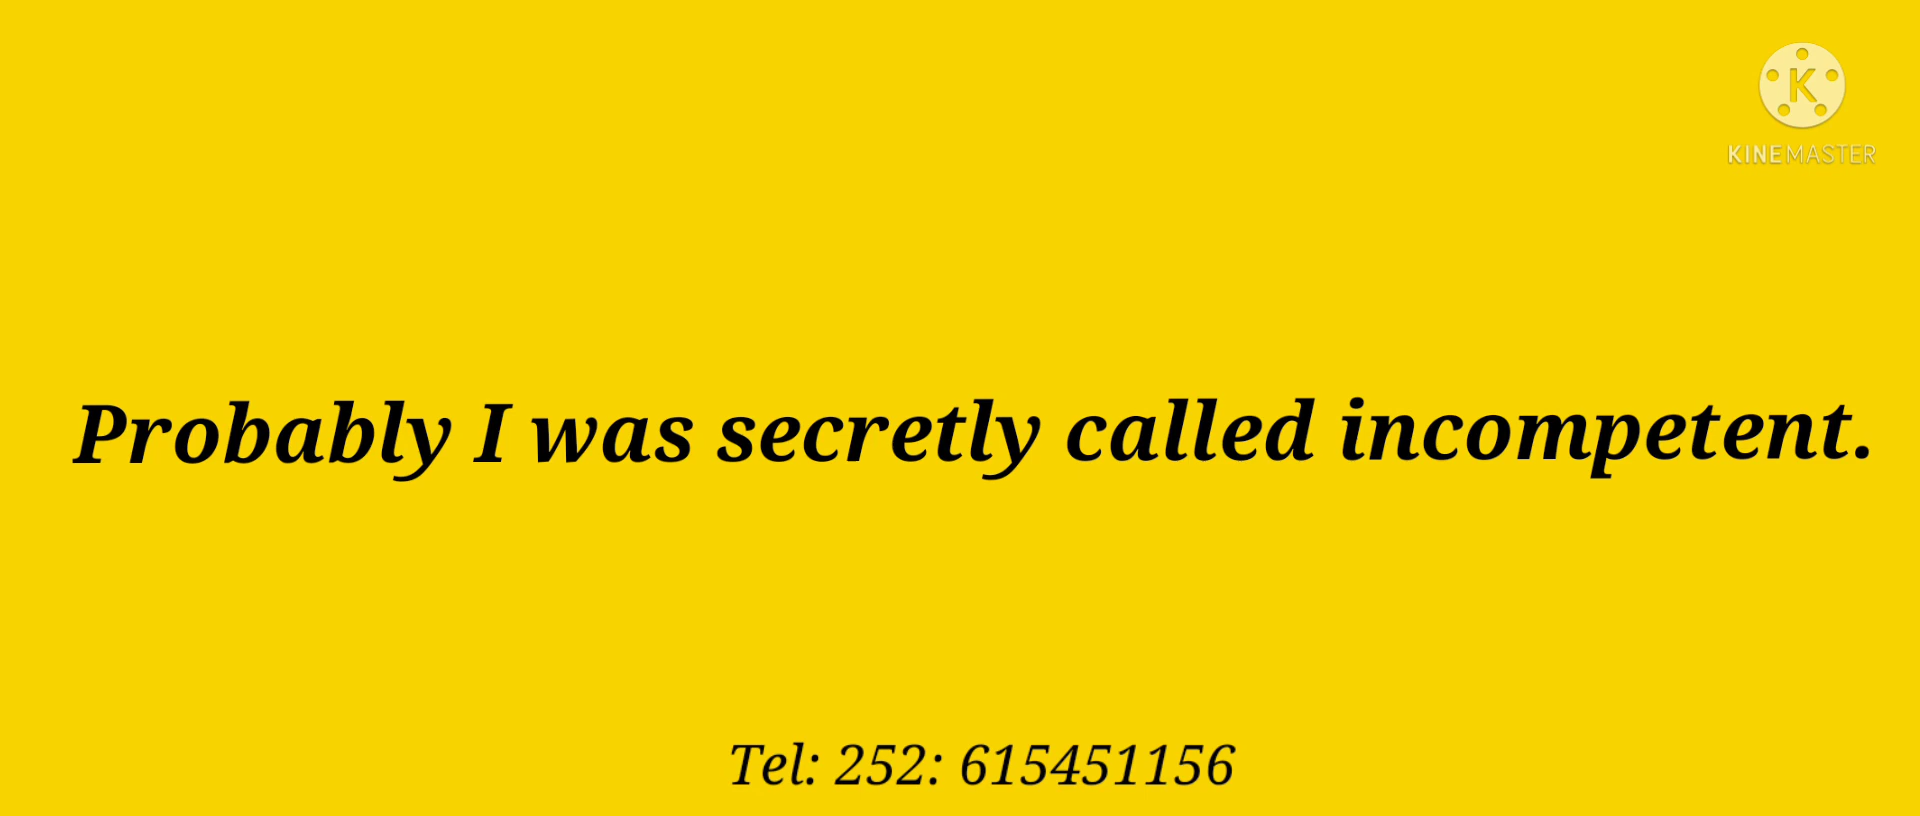 K
KINEMASTER
Probably I was secretly called incompetent.
Tel: 252: 615451156